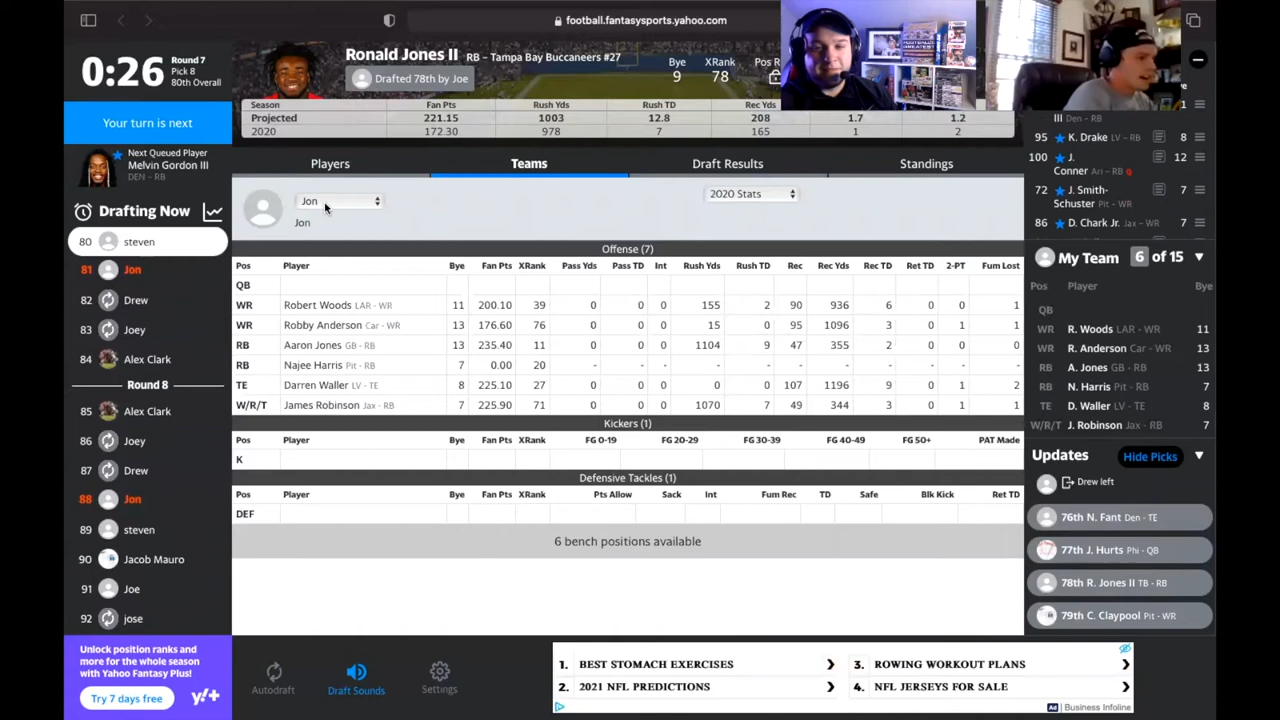 football.fantasysports.yahoo.com
0:26
Round 7
Pick 8
80th Overall
Your turn is next
Next Queued Player
Melvin Gordon III
DEN – RB
Drafting Now
80 steven
81 Jon
82 Drew
83 Joey
84 Alex Clark
Round 8
85 Alex Clark
86 Joey
87 Drew
88 Jon
89 steven
90 Jacob Mauro
91 Joe
92 jose
Unlock position ranks and
more for the whole season
with Yahoo Fantasy Plus!
Try 7 days free
y!+
Ronald Jones II RB – Tampa Bay Buccaneers #27
Drafted 78th by Joe
Bye XRank Pos R
9 78
Season Fan Pts Rush Yds Rush TD Rec Yds
Projected 221.15 1003 12.8 208 1.7 1.2
2020 172.30 978 7 165 1 2
Players Teams Draft Results Standings
Jon
2020 Stats
Jon
Offense (7)
Pos Player Bye Fan Pts XRank Pass Yds Pass TD Int Rush Yds Rush TD Rec Rec Yds Rec TD Ret TD 2-PT Fum Lost
QB
WR Robert Woods LAR - WR 11 200.10 39 0 0 0 155 2 90 936 6 0 0 1
WR Robby Anderson Car - WR 13 176.60 76 0 0 0 15 0 95 1096 3 0 1 1
RB Aaron Jones GB - RB 13 235.40 11 0 0 0 1104 9 47 355 2 0 0 0
RB Najee Harris Pit - RB 7 0.00 20 - - - - - - - - - - -
TE Darren Waller LV - TE 8 225.10 27 0 0 0 0 0 107 1196 9 0 1 2
W/R/T James Robinson Jax - RB 7 225.90 71 0 0 0 1070 7 49 344 3 0 1 1
Kickers (1)
Pos Player Bye Fan Pts XRank FG 0-19 FG 20-29 FG 30-39 FG 40-49 FG 50+ PAT Made
K
Defensive Tackles (1)
Pos Player Bye Fan Pts XRank Pts Allow Sack Int Fum Rec TD Safe Blk Kick Ret TD
DEF
6 bench positions available
Autodraft
Draft Sounds
Settings
1. BEST STOMACH EXERCISES
2. 2021 NFL PREDICTIONS
3. ROWING WORKOUT PLANS
4. NFL JERSEYS FOR SALE
Ad Business Infoline
III Den - RB
95 K. Drake LV - RB 8
100 J. Conner Ari - RB 12
72 J. Smith-Schuster Pit - WR 7
86 D. Chark Jr. Jax - WR 7
My Team 6 of 15
Pos Player Bye
QB
WR R. Woods LAR - WR 11
WR R. Anderson Car - WR 13
RB A. Jones GB - RB 13
RB N. Harris Pit - RB 7
TE D. Waller LV - TE 8
W/R/T J. Robinson Jax - RB 7
Updates
Hide Picks
Drew left
76th N. Fant Den - TE
77th J. Hurts Phi - QB
78th R. Jones II TB - RB
79th C. Claypool Pit - WR